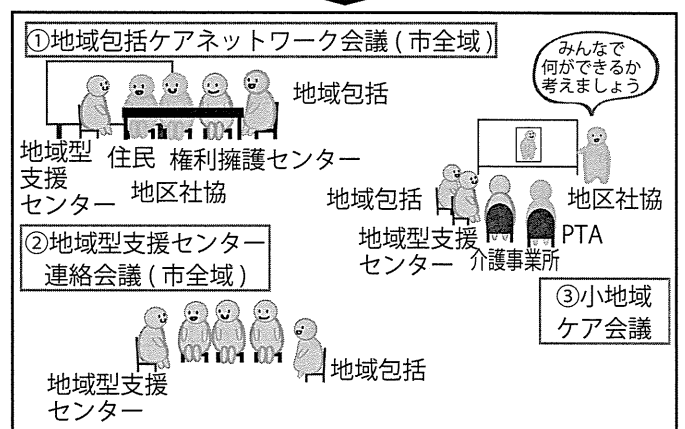 ①地域包括ケアネットワーク会議(市全域)
地域包括
地域型
支援
センター
住民
権利擁護センター
地区社協
みんなで
何ができるか
考えましょう
地域包括
地区社協
地域型支援
センター
介護事業所
PTA
②地域型支援センター
連絡会議(市全域)
地域型支援
センター
地域包括
③小地域
ケア会議